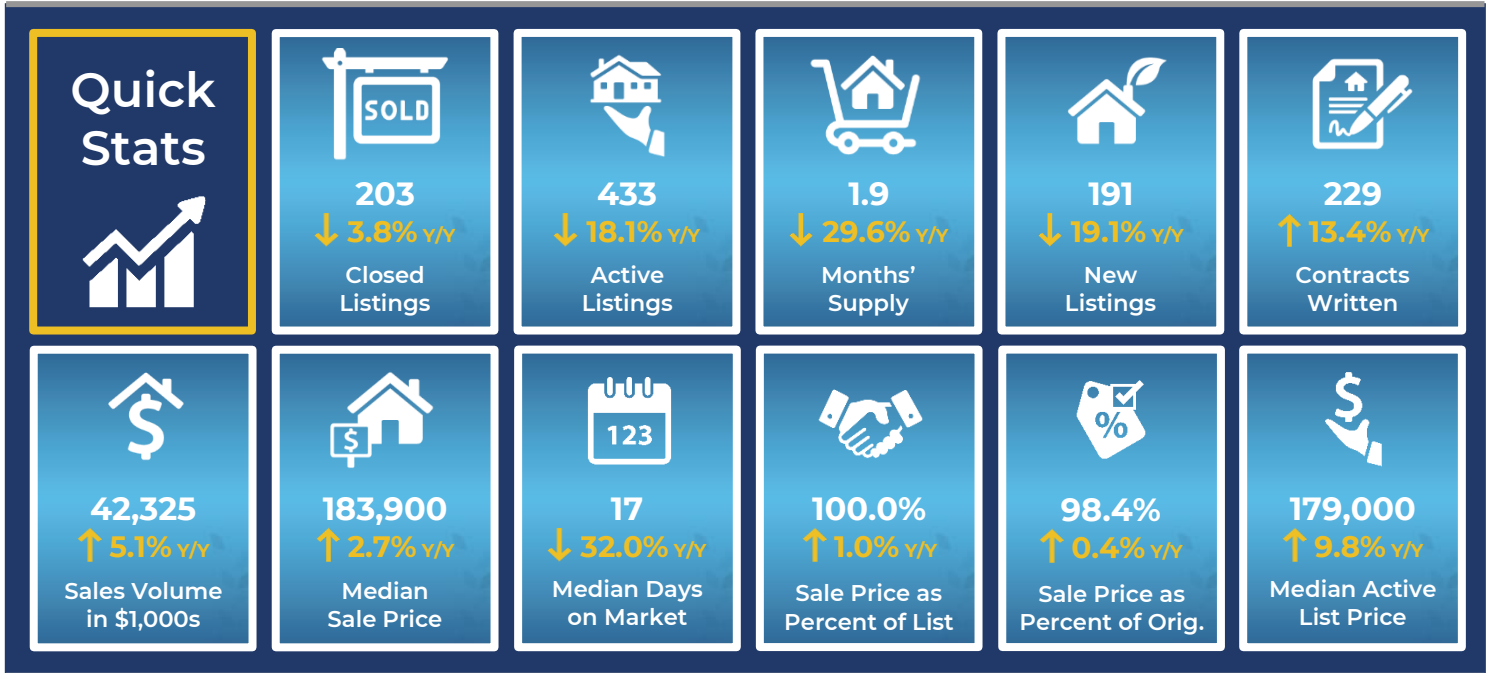 Quick
Stats
SOLD
203
↓ 3.8% Y/Y
Closed
Listings
433
↓ 18.1% Y/Y
Active
Listings
1.9
↓ 29.6% Y/Y
Months’
Supply
191
↓ 19.1% Y/Y
New
Listings
229
↑ 13.4% Y/Y
Contracts
Written
$
42,325
↑ 5.1% Y/Y
Sales Volume
in $1,000s
$
183,900
↑ 2.7% Y/Y
Median
Sale Price
123
17
↓ 32.0% Y/Y
Median Days
on Market
100.0%
↑ 1.0% Y/Y
Sale Price as
Percent of List
%
98.4%
↑ 0.4% Y/Y
Sale Price as
Percent of Orig.
$
179,000
↑ 9.8% Y/Y
Median Active
List Price